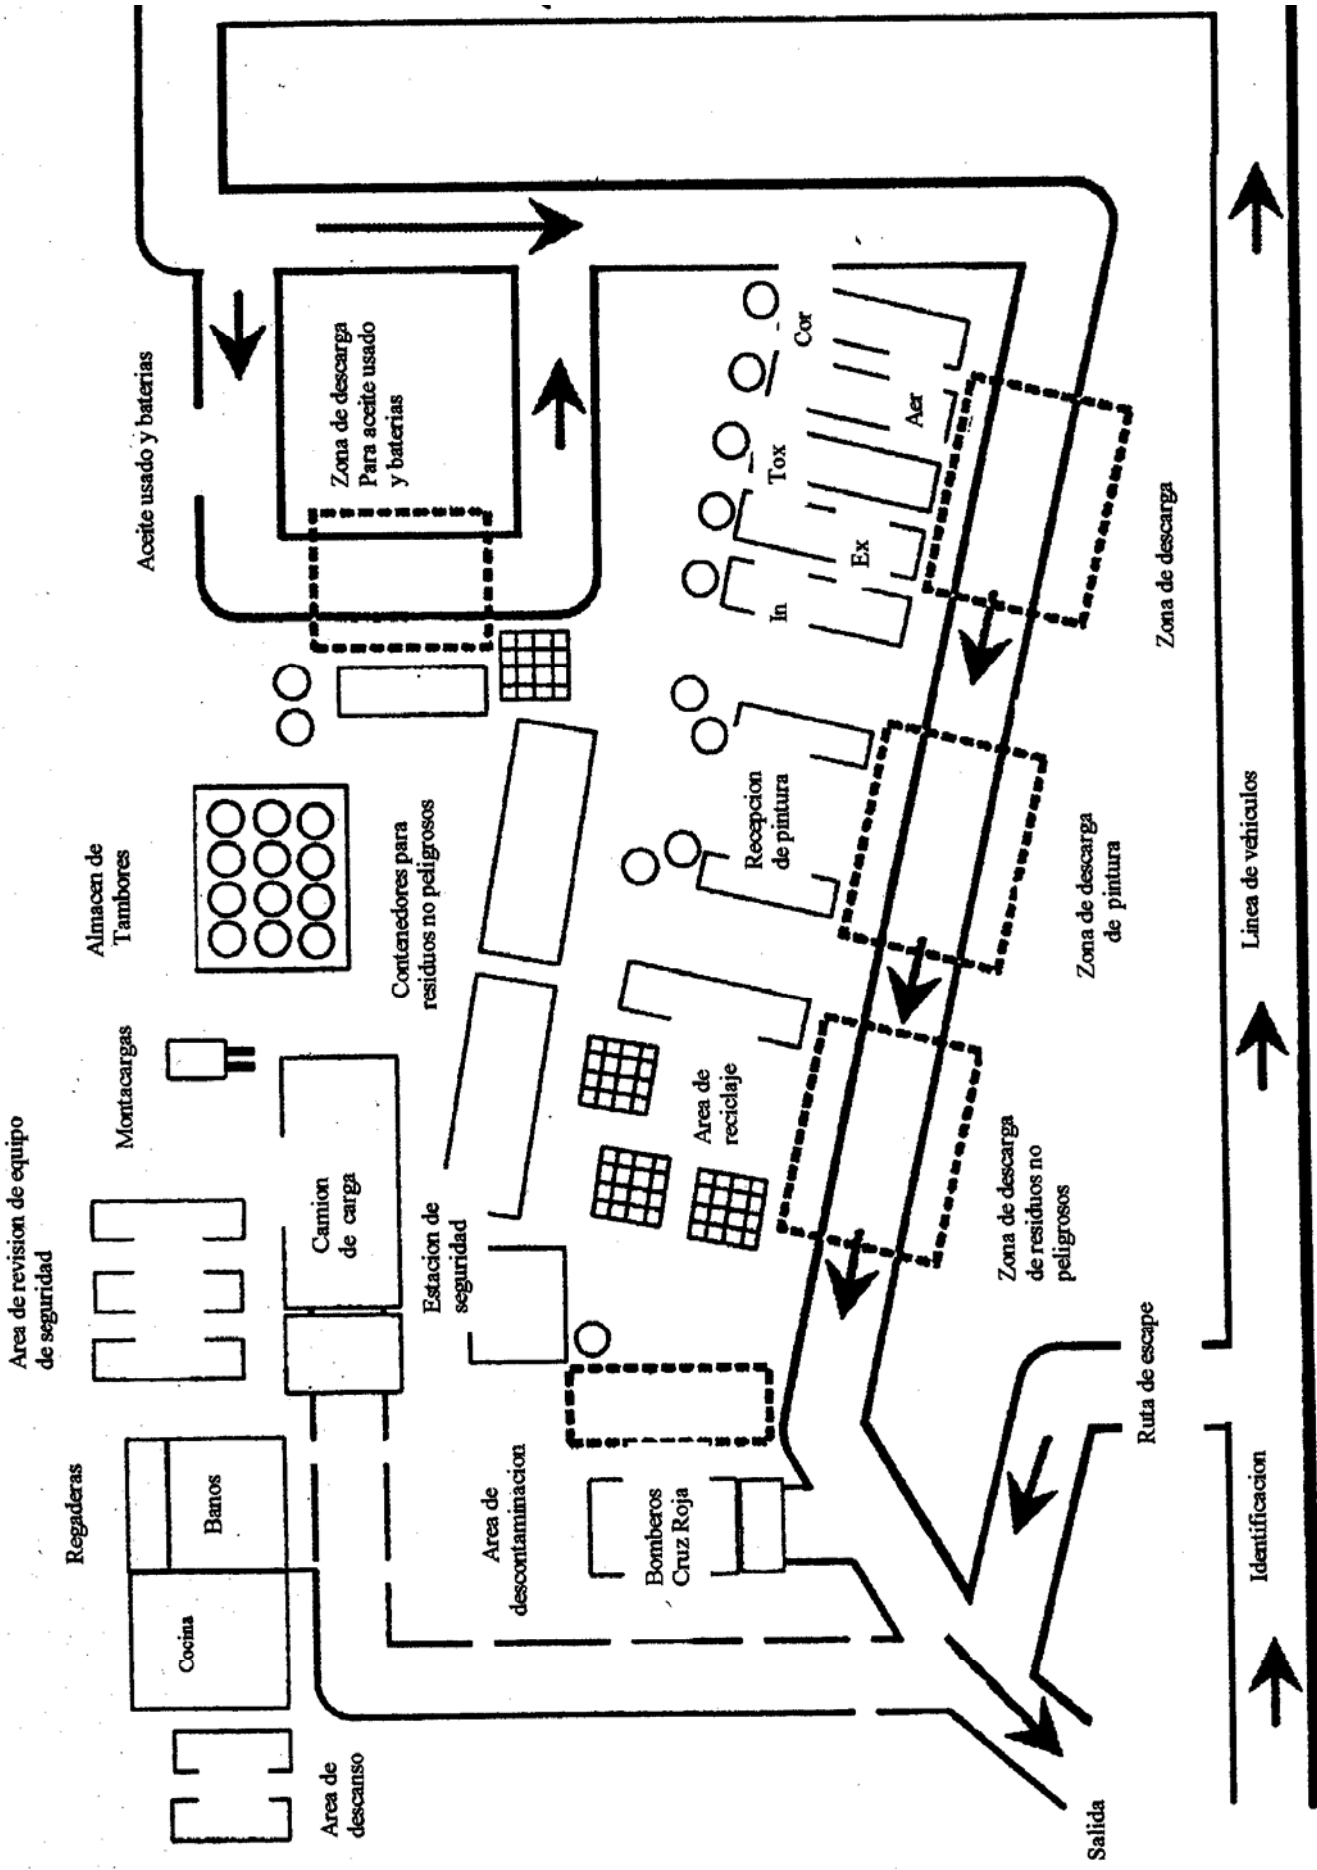 Area de revision de equipo
de seguridad
Regaderas
Montacargas
Almacen de
Tambores
Aceite usado y baterias
Cocina
Banos
Camion
de carga
Zona de descarga
Para aceite usado
y baterias
Area de
descanso
Contenedores para
residuos no peligrosos
Estacion de
seguridad
Area de
descontaminacion
Bomberos
Cruz Roja
Area de
reciclaje
Recepcion
de pintura
In
Ex
Tox
Aer
Cor
Zona de descarga
de residuos no
peligrosos
Zona de descarga
de pintura
Zona de descarga
Salida
Ruta de escape
Identificacion
Linea de vehiculos